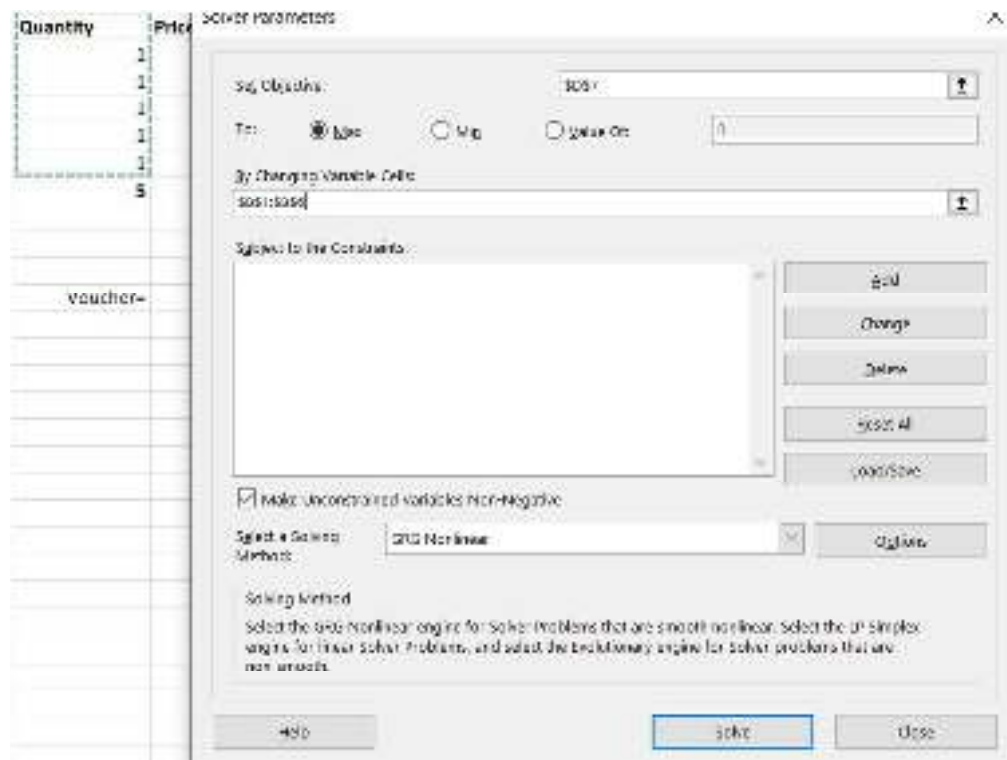 Quantity
Price
1
1
1
1
1
5
Voucher=
Solver Parameters
Set Objective:
To:
Max
Min
Value Of:
0
By Changing Variable Cells:
Subject to the Constraints:
Add
Change
Delete
Reset All
Load/Save
Make Unconstrained Variables Non-Negative
Select a Solving
Method:
GRG Nonlinear
Options
Solving Method
Select the GRG Nonlinear engine for Solver Problems that are smooth nonlinear. Select the LP Simplex
engine for linear Solver Problems, and select the Evolutionary engine for Solver problems that are
non-smooth.
Help
Solve
Close